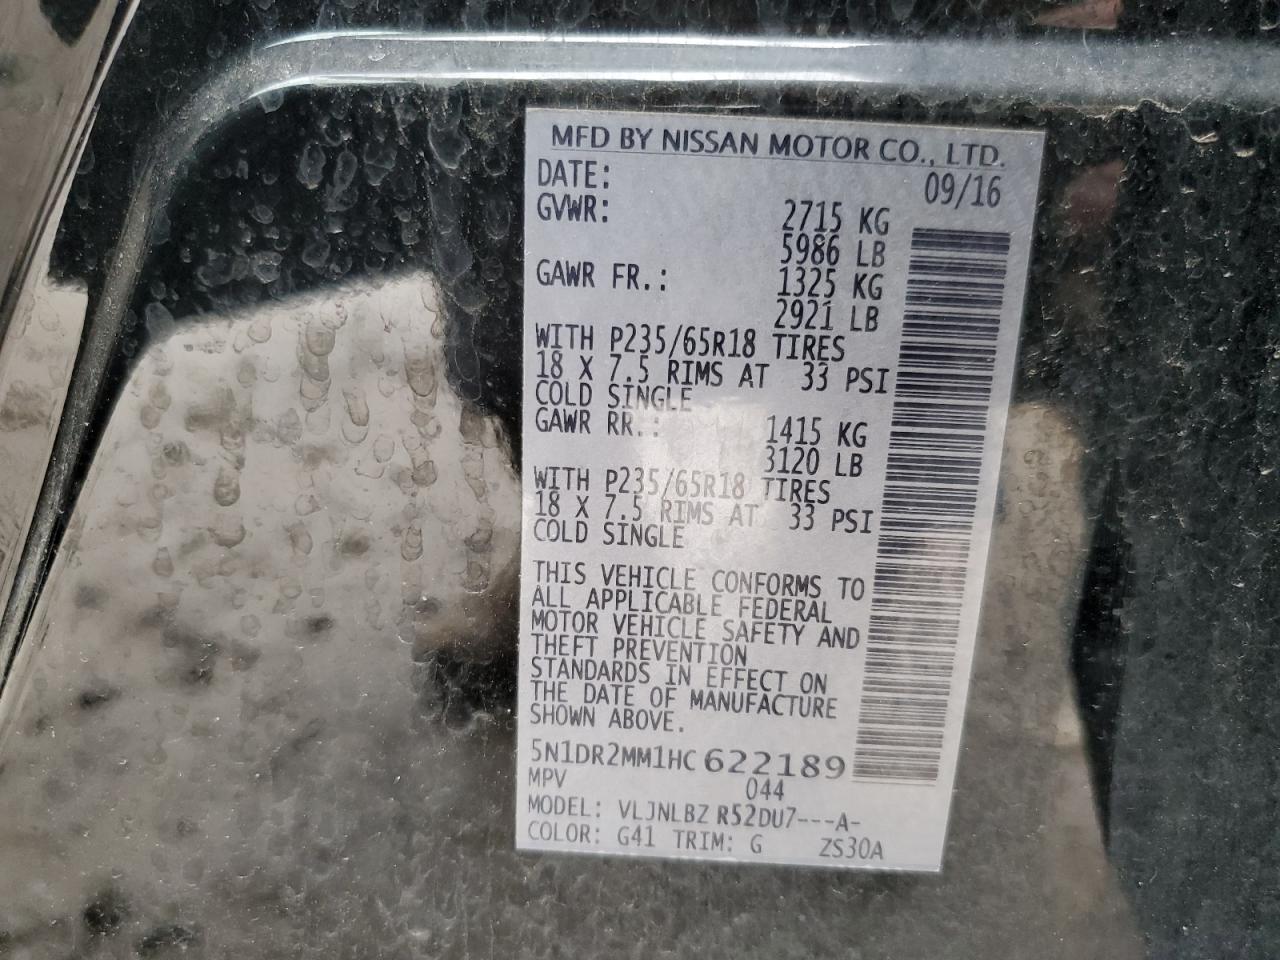 MFD BY NISSAN MOTOR CO., LTD.
DATE: 09/16
GVWR: 2715 KG
5986 LB
GAWR FR.: 1325 KG
2921 LB
WITH P235/65R18 TIRES
18 X 7.5 RIMS AT 33 PSI
COLD SINGLE
GAWR RR.: 1415 KG
3120 LB
WITH P235/65R18 TIRES
18 X 7.5 RIMS AT 33 PSI
COLD SINGLE
THIS VEHICLE CONFORMS TO
ALL APPLICABLE FEDERAL
MOTOR VEHICLE SAFETY AND
THEFT PREVENTION
STANDARDS IN EFFECT ON
THE DATE OF MANUFACTURE
SHOWN ABOVE.
5N1DR2MM1HC622189
MPV 044
MODEL: VLJNLBZ R52DU7---A-
COLOR: G41 TRIM: G ZS30A